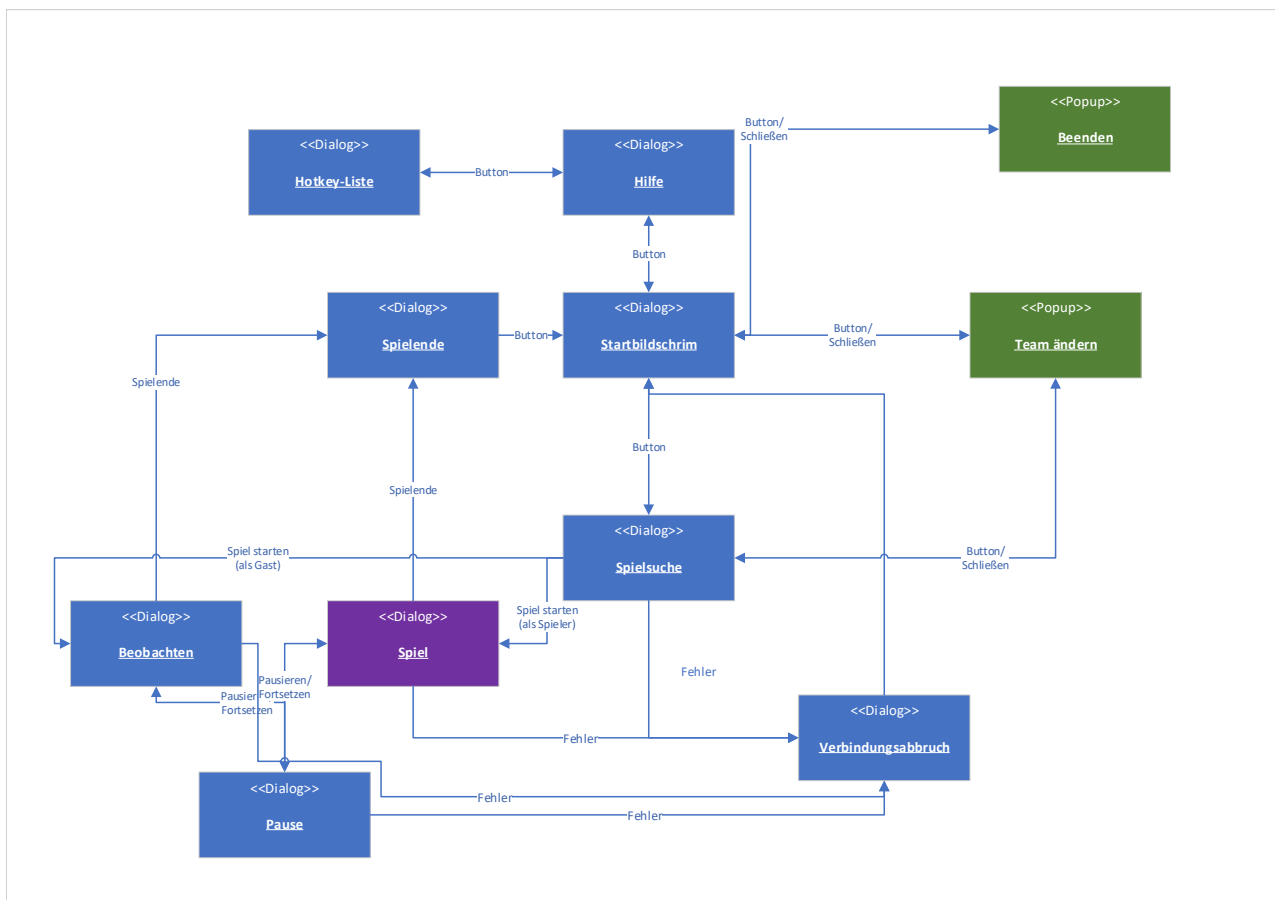 <<Popup>>
Beenden
Button/
Schließen
<<Dialog>>
Hotkey-Liste
Button
<<Dialog>>
Hilfe
Button
<<Dialog>>
Spielende
Button
<<Dialog>>
Startbildschrim
Button/
Schließen
<<Popup>>
Team ändern
Spielende
Spielende
Button
<<Dialog>>
Spielsuche
Button/
Schließen
Spiel starten
(als Gast)
<<Dialog>>
Beobachten
<<Dialog>>
Spiel
Spiel starten
(als Spieler)
Pausieren/
Fortsetzen
Pausier
Fortsetzen
Fehler
Fehler
<<Dialog>>
Verbindungsabbruch
<<Dialog>>
Pause
Fehler
Fehler